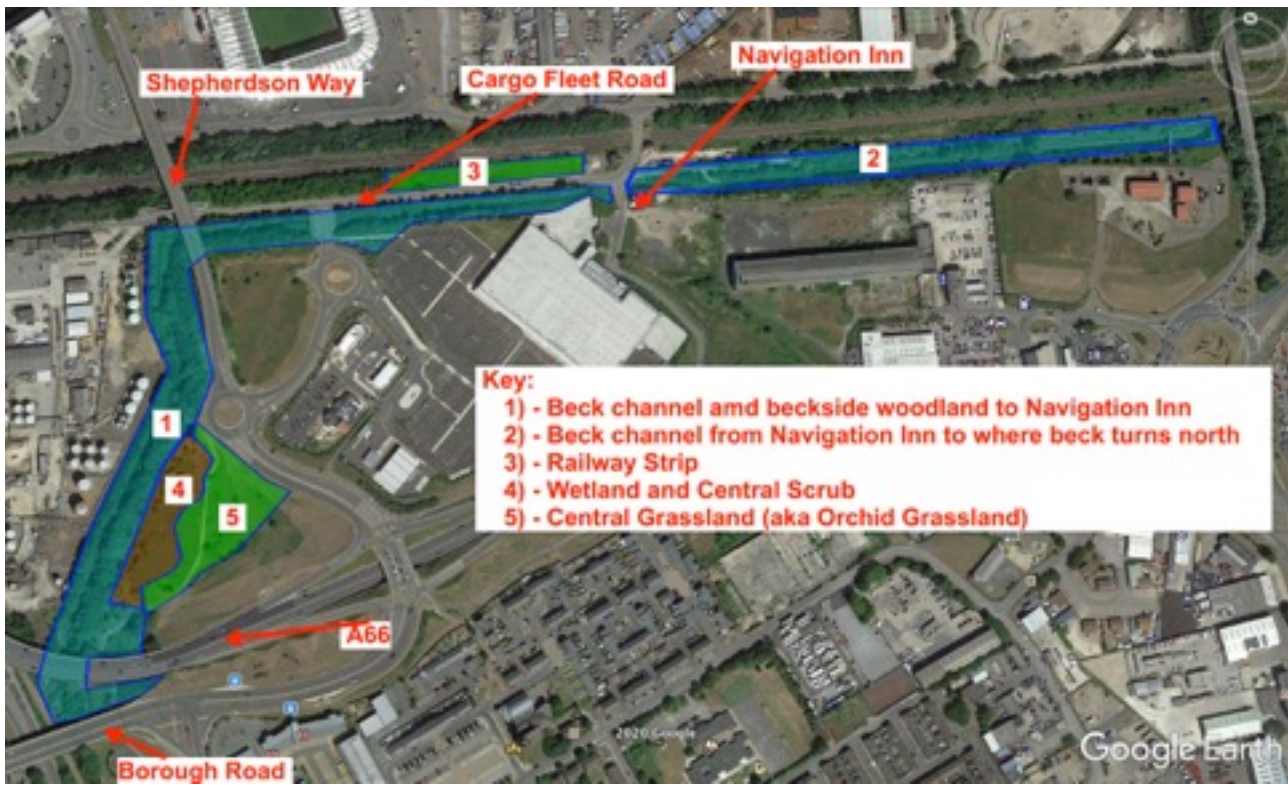 Navigation Inn
Shepherdson Way
Cargo Fleet Road
2
3
1
4
5
Key:
1) - Beck channel amd beckside woodland to Navigation Inn
2) - Beck channel from Navigation Inn to where beck turns north
3) - Railway Strip
4) - Wetland and Central Scrub
5) - Central Grassland (aka Orchid Grassland)
A66
2020 Google
Google Earth
Borough Road